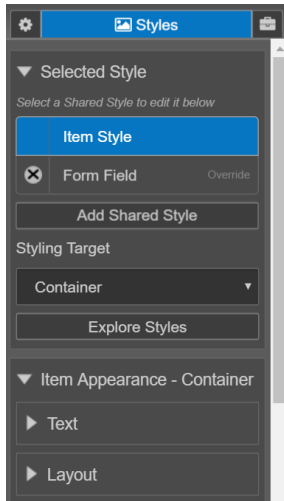 Styles
Selected Style
Select a Shared Style to edit it below
Item Style
Form Field Override
Add Shared Style
Styling Target
Container
Explore Styles
Item Appearance - Container
Text
Layout